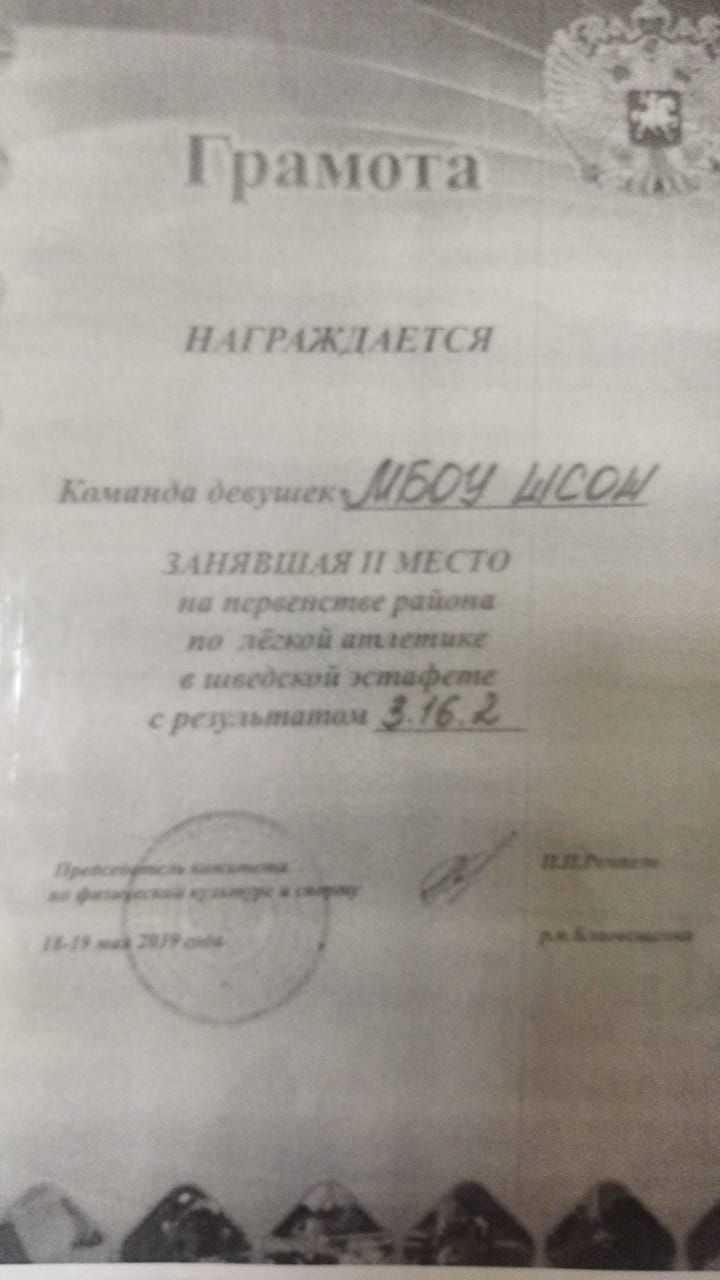 Грамота
НАГРАЖДАЕТСЯ
Команда девушек МБОУ ШСОШ
ЗАНЯВШАЯ II МЕСТО
на первенстве района
по лёгкой атлетике
в шведской эстафете
с результатом 3.16.2
Председатель комитета
по физической культуре и спорту
18-19 мая 2019 года
р.п.Благовещенка